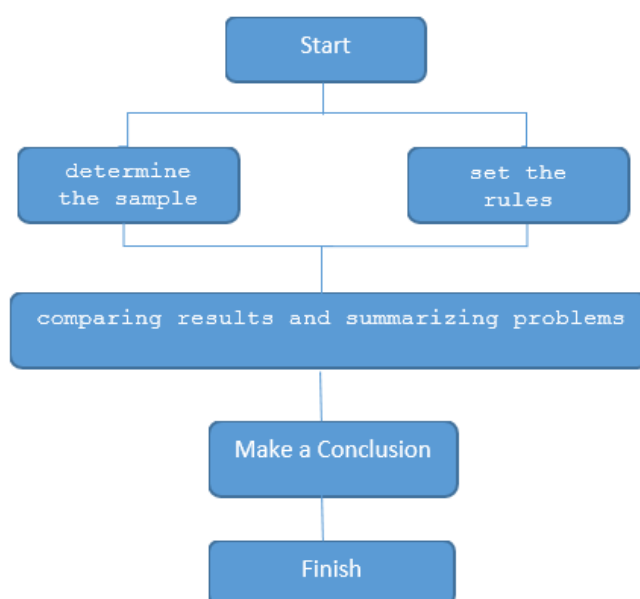 Start
determine
the sample
set the
rules
comparing results and summarizing problems
Make a Conclusion
Finish